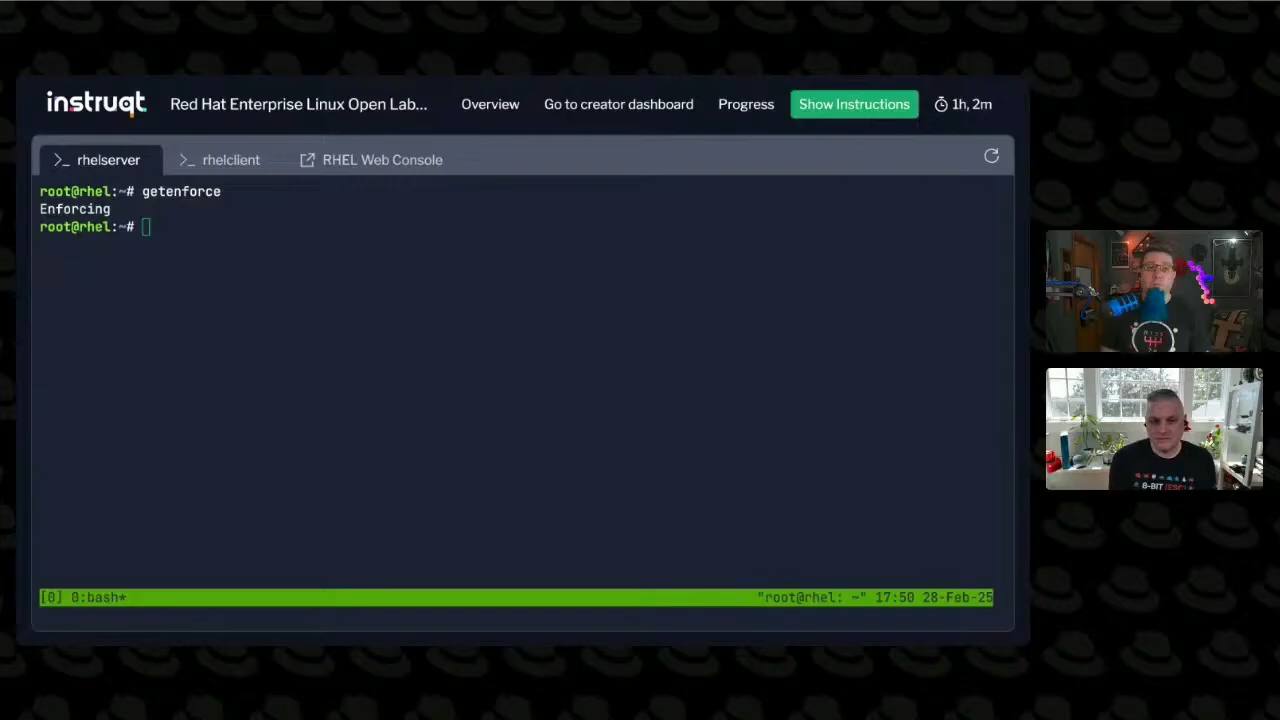 instruqt Red Hat Enterprise Linux Open Lab... Overview Go to creator dashboard Progress Show Instructions 1h, 2m
>_ rhelserver >_ rhelclient RHEL Web Console
root@rhel:~# getenforce
Enforcing
root@rhel:~#
8-BIT
[0] 0:bash* "root@rhel: ~" 17:50 28-Feb-25